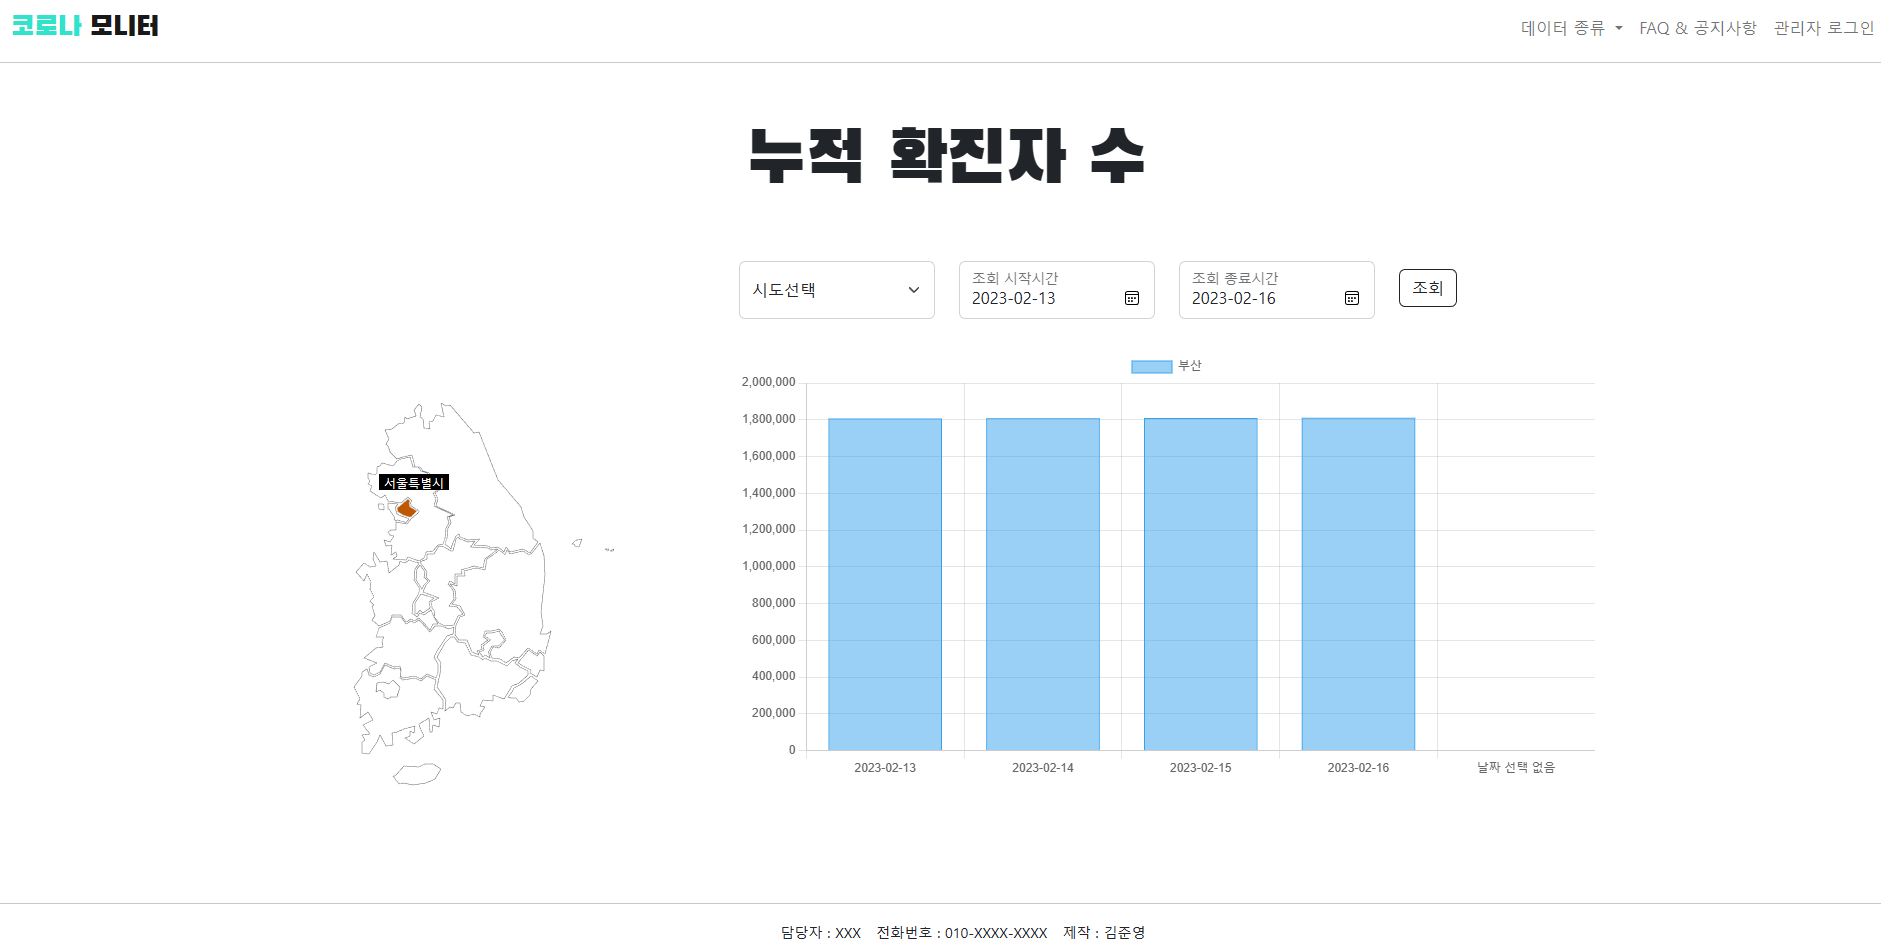 코로나 모니터
데이터 종류 FAQ & 공지사항 관리자 로그인
누적 확진자 수
시도선택
조회 시작시간
2023-02-13
조회 종료시간
2023-02-16
조회
부산
2,000,000
1,800,000
1,600,000
1,400,000
1,200,000
1,000,000
800,000
600,000
400,000
200,000
0
2023-02-13 2023-02-14 2023-02-15 2023-02-16 날짜 선택 없음
서울특별시
담당자 : XXX 전화번호 : 010-XXXX-XXXX 제작 : 김준영